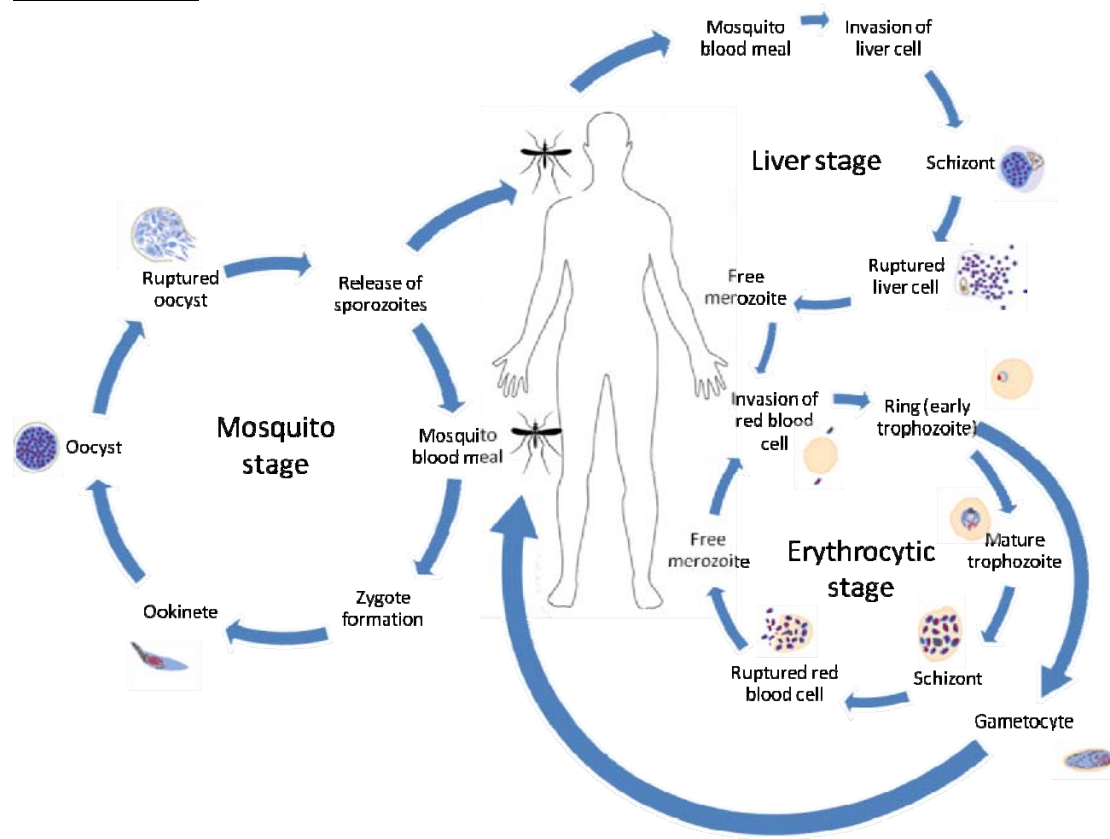 Mosquito
blood meal
Invasion of
liver cell
Liver stage
Schizont
Ruptured
liver cell
Free
merozoite
Ruptured
oocyst
Release of
sporozoites
Invasion of
red blood
cell
Ring (early
trophozoite)
Mosquito
stage
Oocyst
Mosquito
blood meal
Mature
trophozoite
Erythrocytic
stage
Free
merozoite
Ookinete
Zygote
formation
Ruptured red
blood cell
Schizont
Gametocyte